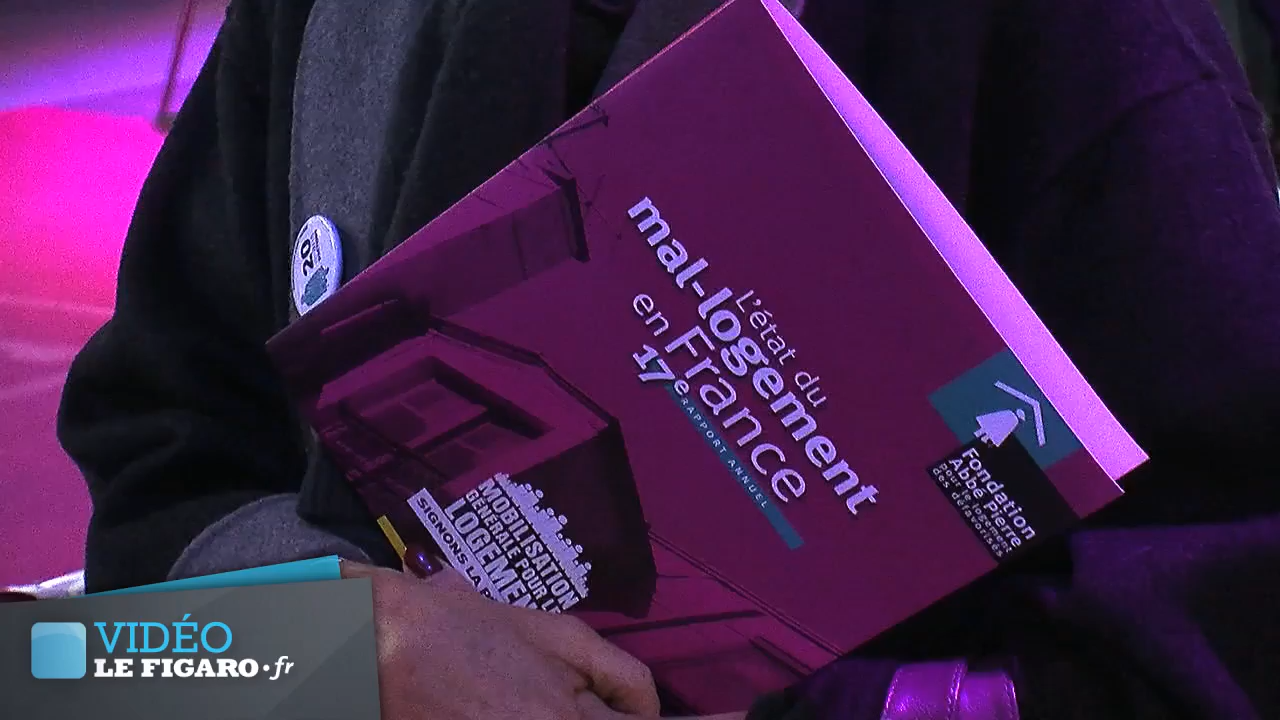 L'état du
mal-logement
en France
17e RAPPORT ANNUEL
Fondation
Abbé Pierre
pour le logement
des défavorisés
MOBILISATION
GÉNÉRALE POUR LE
LOGEMENT
SIGNONS
20
VIDÉO
LE FIGARO·fr